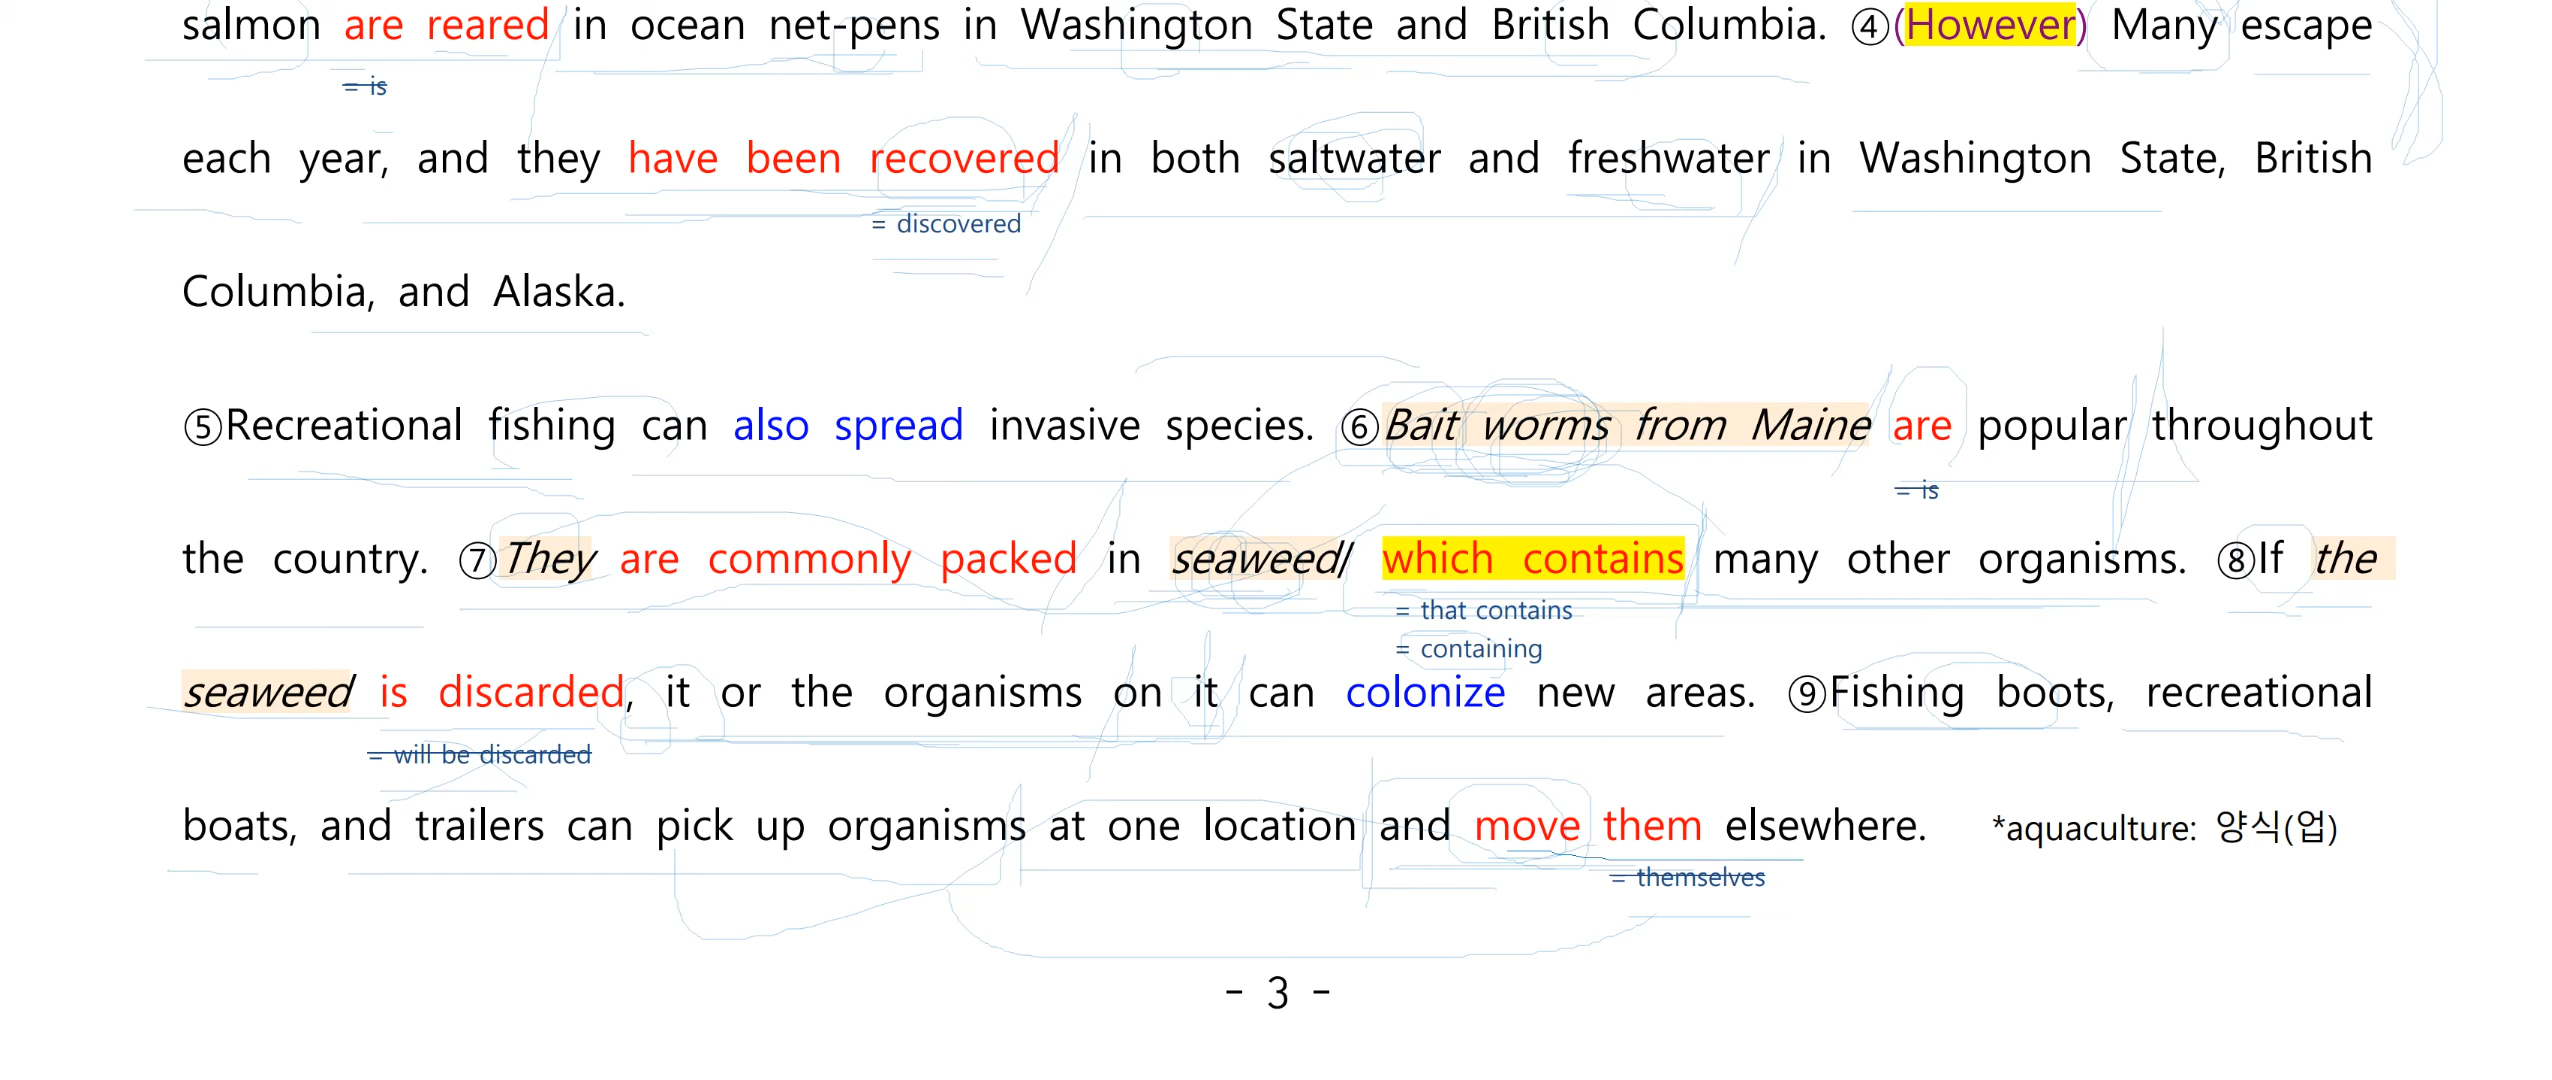 salmon are reared in ocean net-pens in Washington State and British Columbia. ④(However) Many escape
= is
each year, and they have been recovered in both saltwater and freshwater in Washington State, British
= discovered
Columbia, and Alaska.
⑤Recreational fishing can also spread invasive species. ⑥Bait worms from Maine are popular throughout
= is
the country. ⑦They are commonly packed in seaweed/ which contains many other organisms. ⑧If the
= that contains
= containing
seaweed is discarded, it or the organisms on it can colonize new areas. ⑨Fishing boots, recreational
= will be discarded
boats, and trailers can pick up organisms at one location and move them elsewhere. *aquaculture: 양식(업)
= themselves
- 3 -